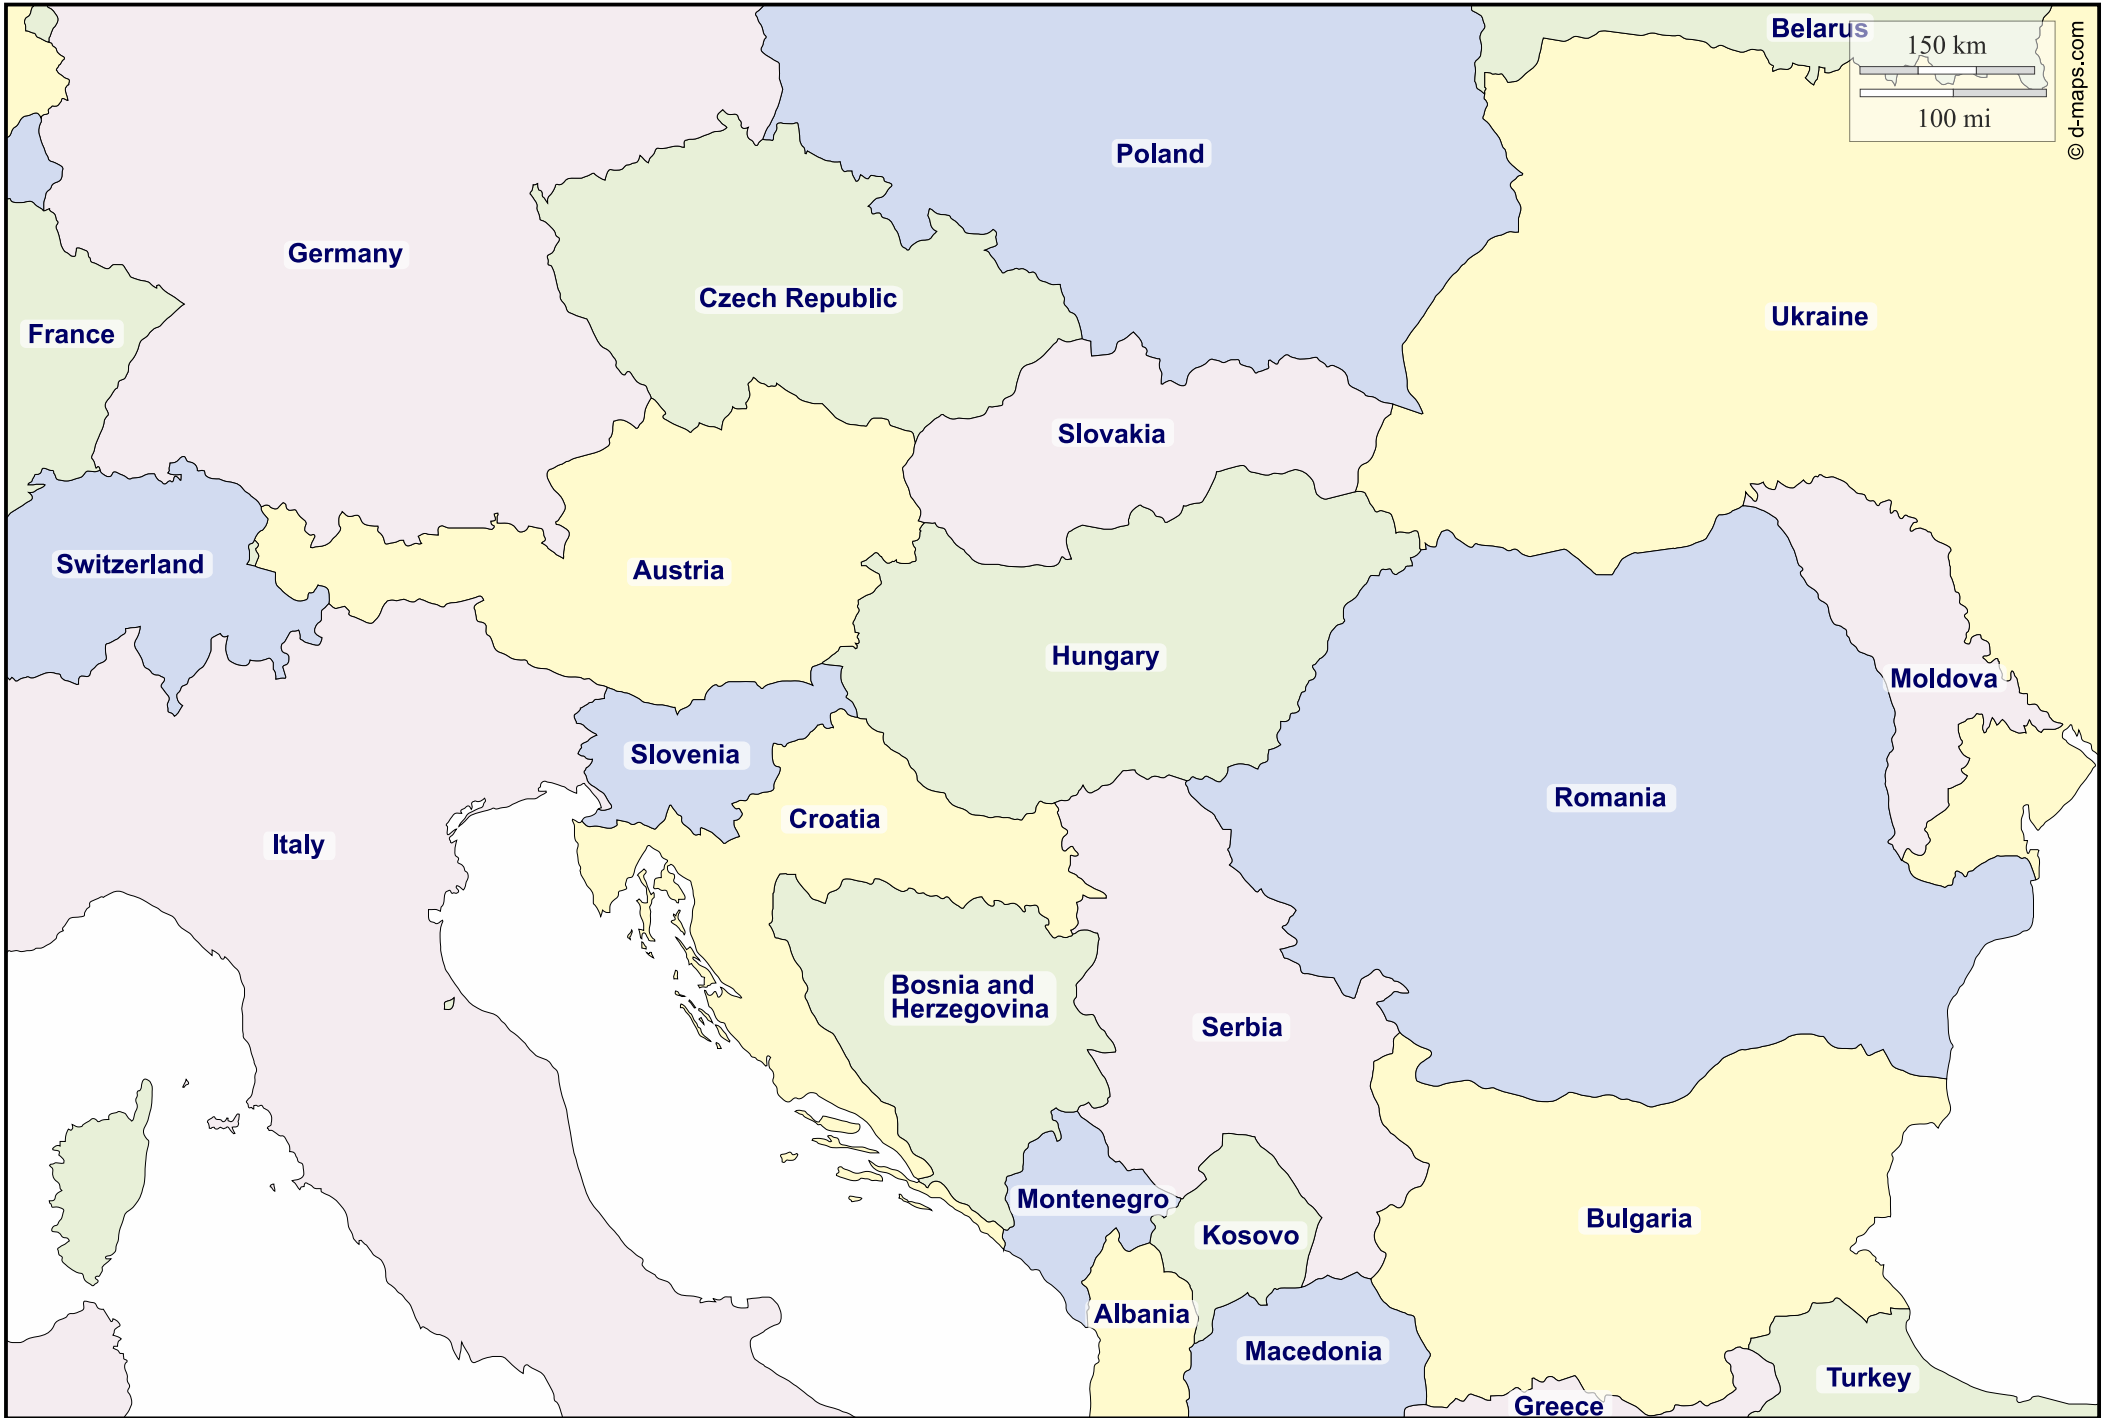 Belarus
150 km
100 mi
© d-maps.com
Poland
Germany
Czech Republic
Ukraine
France
Slovakia
Switzerland
Austria
Hungary
Moldova
Slovenia
Romania
Croatia
Italy
Bosnia and
Herzegovina
Serbia
Montenegro
Bulgaria
Kosovo
Albania
Macedonia
Turkey
Greece